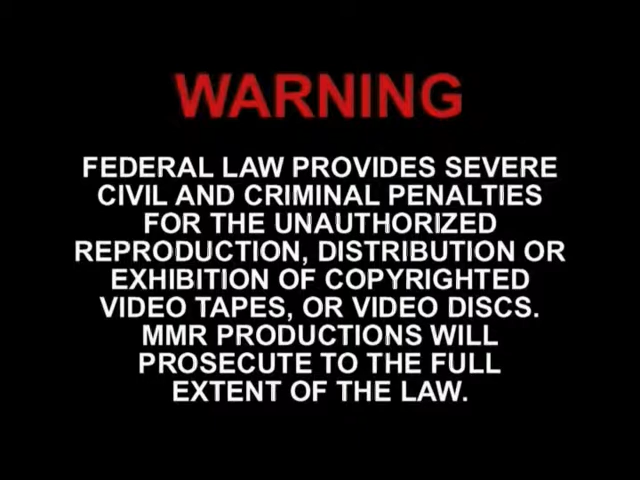 WARNING
FEDERAL LAW PROVIDES SEVERE
CIVIL AND CRIMINAL PENALTIES
FOR THE UNAUTHORIZED
REPRODUCTION, DISTRIBUTION OR
EXHIBITION OF COPYRIGHTED
VIDEO TAPES, OR VIDEO DISCS.
MMR PRODUCTIONS WILL
PROSECUTE TO THE FULL
EXTENT OF THE LAW.